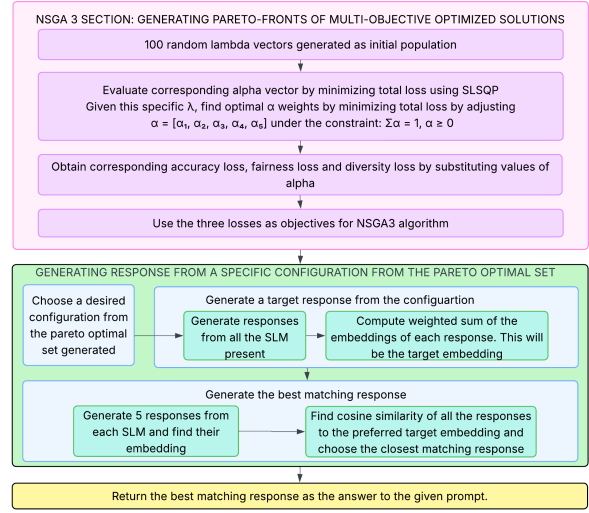 NSGA 3 SECTION: GENERATING PARETO-FRONTS OF MULTI-OBJECTIVE OPTIMIZED SOLUTIONS
100 random lambda vectors generated as initial population
Evaluate corresponding alpha vector by minimizing total loss using SLSQP
Given this specific λ, find optimal α weights by minimizing total loss by adjusting
α = [α₁, α₂, α₃, α₄, α₅] under the constraint: Σα = 1, α ≥ 0
Obtain corresponding accuracy loss, fairness loss and diversity loss by substituting values of
alpha
Use the three losses as objectives for NSGA3 algorithm
GENERATING RESPONSE FROM A SPECIFIC CONFIGURATION FROM THE PARETO OPTIMAL SET
Choose a desired
configuration from
the pareto optimal
set generated
Generate a target response from the configuartion
Generate responses
from all the SLM
present
Compute weighted sum of the
embeddings of each response. This will
be the target embedding
Generate the best matching response
Generate 5 responses from
each SLM and find their
embedding
Find cosine similarity of all the responses
to the preferred target embedding and
choose the closest matching response
Return the best matching response as the answer to the given prompt.